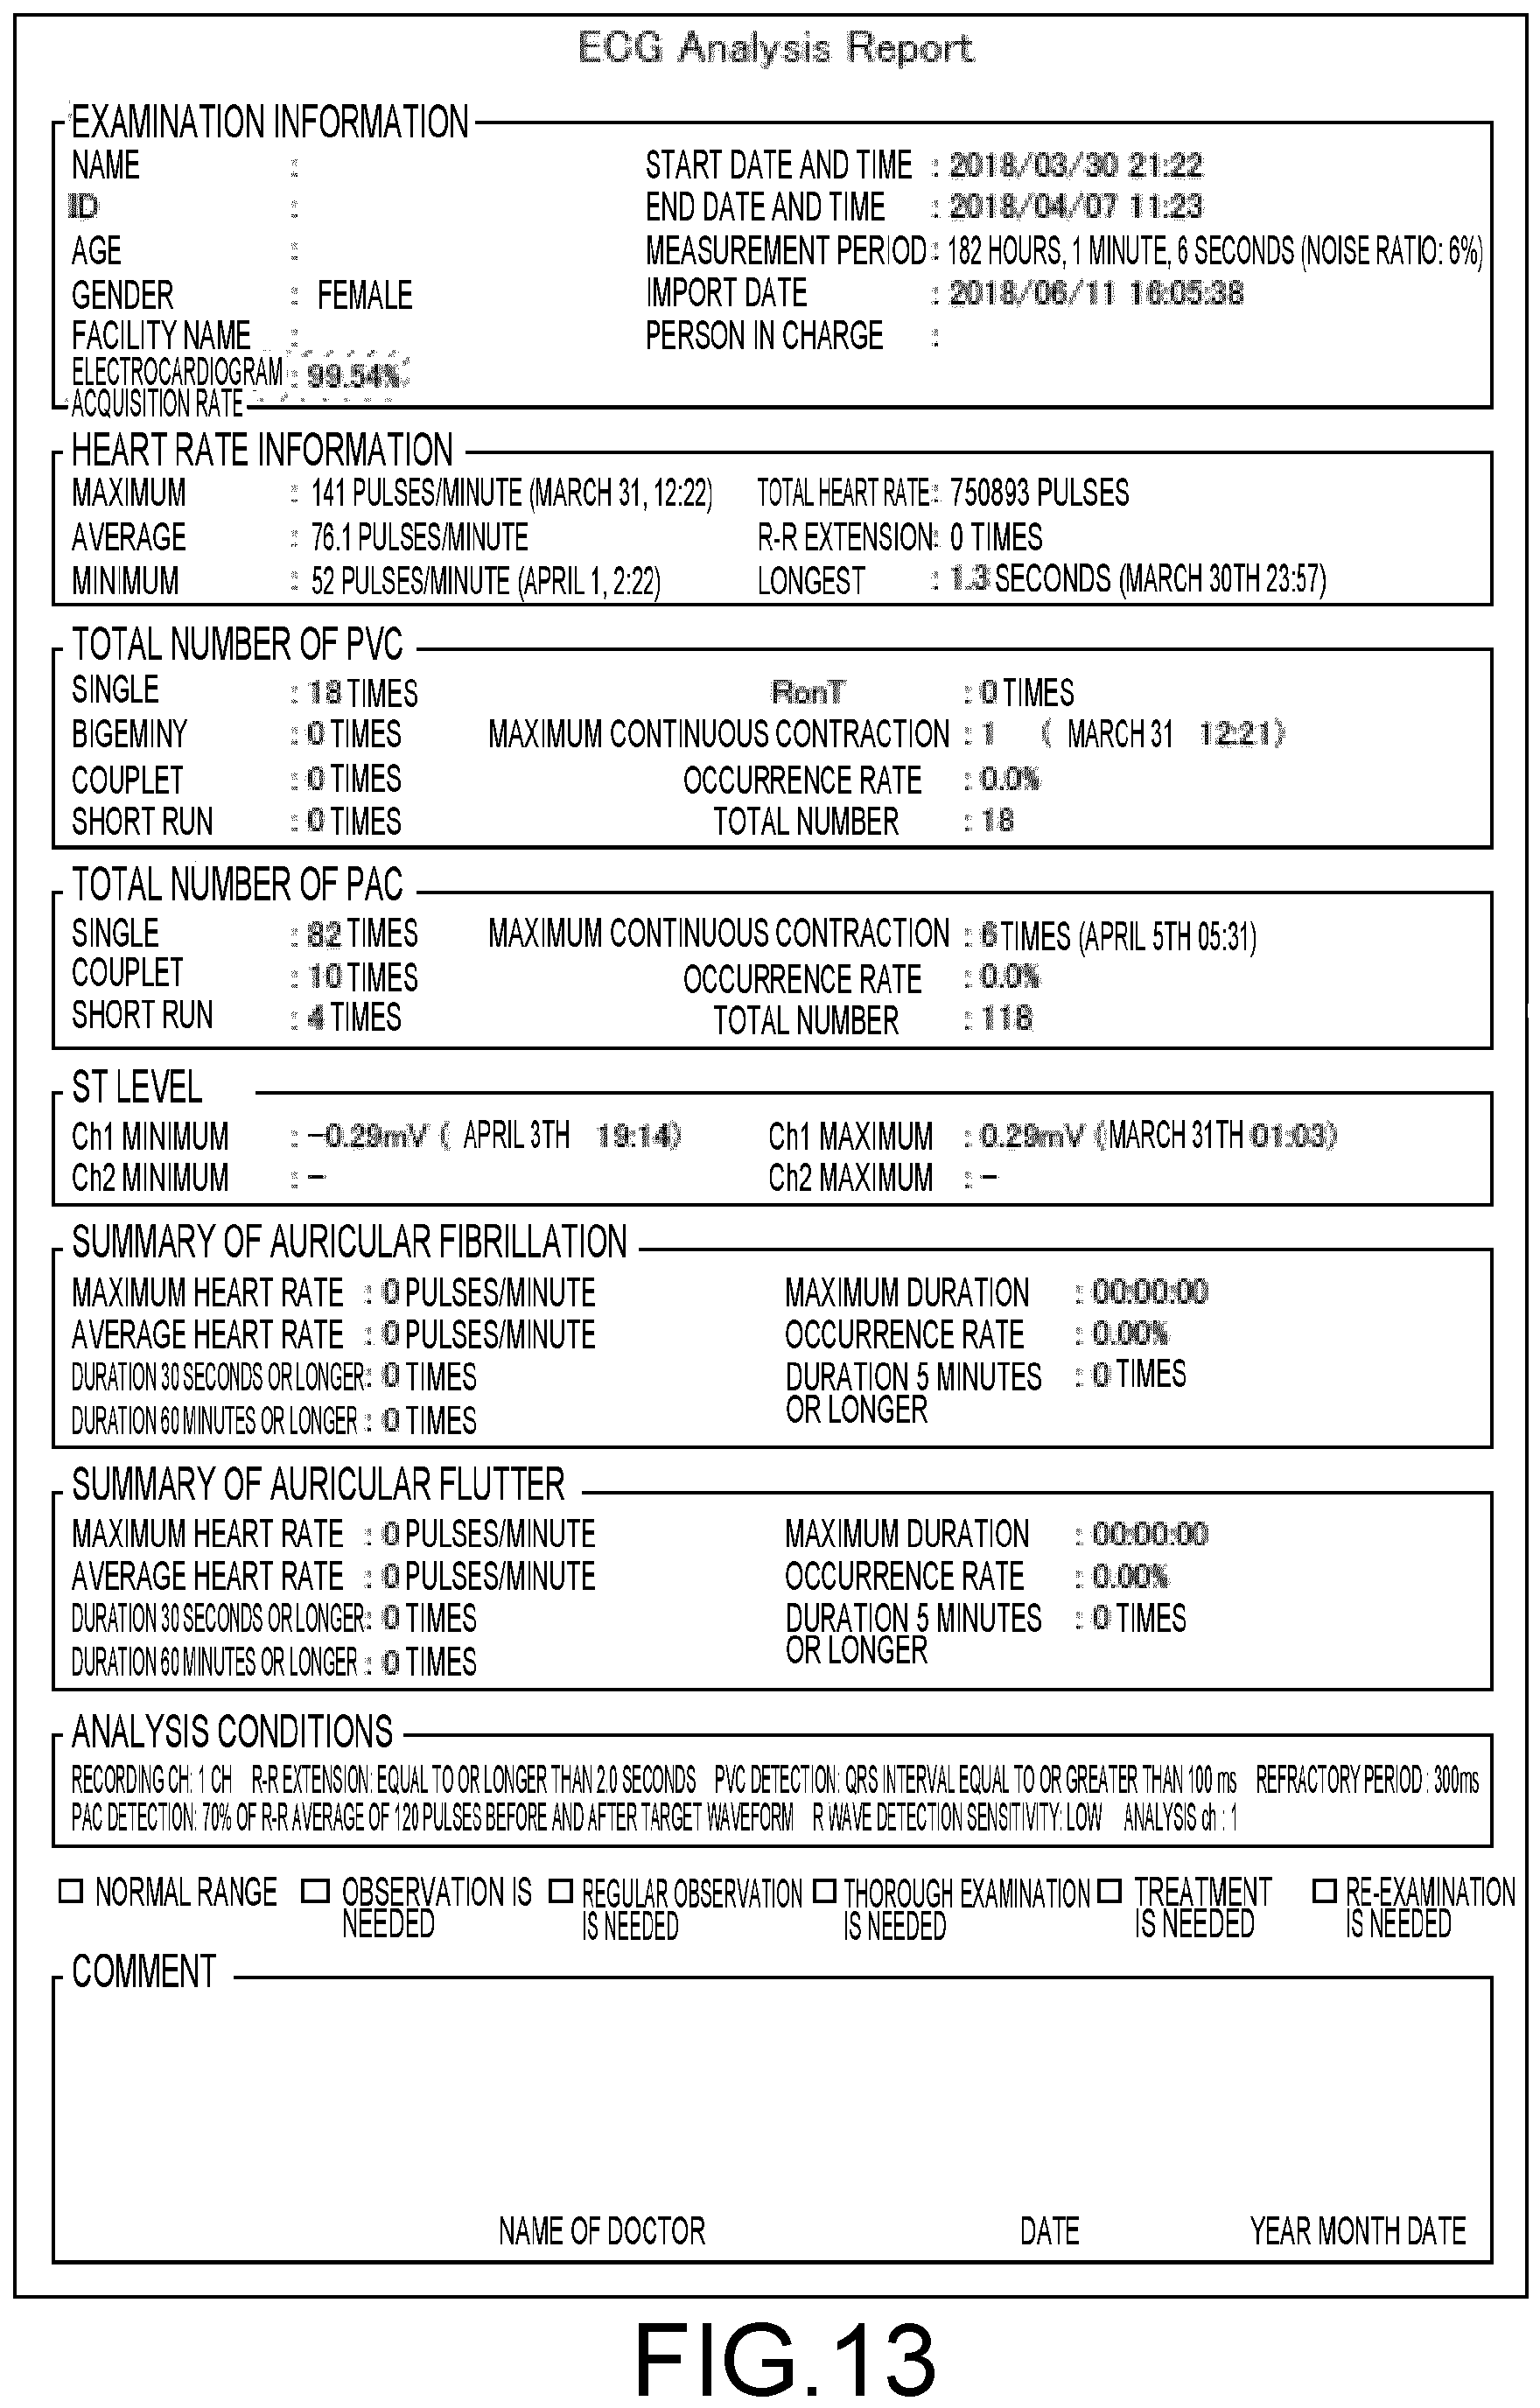 ECG Analysis Report
EXAMINATION INFORMATION
NAME :
START DATE AND TIME : 2018/03/30 21:22
ID :
END DATE AND TIME : 2018/04/07 11:23
AGE :
MEASUREMENT PERIOD : 182 HOURS, 1 MINUTE, 6 SECONDS (NOISE RATIO: 6%)
GENDER : FEMALE
IMPORT DATE : 2018/06/11 16:05:38
FACILITY NAME :
PERSON IN CHARGE :
ELECTROCARDIOGRAM : 99.54%
ACQUISITION RATE
HEART RATE INFORMATION
MAXIMUM : 141 PULSES/MINUTE (MARCH 31, 12:22) TOTAL HEART RATE : 750893 PULSES
AVERAGE : 76.1 PULSES/MINUTE R-R EXTENSION : 0 TIMES
MINIMUM : 52 PULSES/MINUTE (APRIL 1, 2:22) LONGEST : 1.3 SECONDS (MARCH 30TH 23:57)
TOTAL NUMBER OF PVC
SINGLE : 18 TIMES RonT : 0 TIMES
BIGEMINY : 0 TIMES MAXIMUM CONTINUOUS CONTRACTION : 1 ( MARCH 31 12:21)
COUPLET : 0 TIMES OCCURRENCE RATE : 0.0%
SHORT RUN : 0 TIMES TOTAL NUMBER : 18
TOTAL NUMBER OF PAC
SINGLE : 82 TIMES MAXIMUM CONTINUOUS CONTRACTION : 6 TIMES (APRIL 5TH 05:31)
COUPLET : 10 TIMES OCCURRENCE RATE : 0.0%
SHORT RUN : 4 TIMES TOTAL NUMBER : 118
ST LEVEL
Ch1 MINIMUM : −0.29mV ( APRIL 3TH 19:14) Ch1 MAXIMUM : 0.29mV (MARCH 31TH 01:03)
Ch2 MINIMUM : − Ch2 MAXIMUM : −
SUMMARY OF AURICULAR FIBRILLATION
MAXIMUM HEART RATE : 0 PULSES/MINUTE MAXIMUM DURATION : 00:00:00
AVERAGE HEART RATE : 0 PULSES/MINUTE OCCURRENCE RATE : 0.00%
DURATION 30 SECONDS OR LONGER : 0 TIMES DURATION 5 MINUTES : 0 TIMES
OR LONGER
DURATION 60 MINUTES OR LONGER : 0 TIMES
SUMMARY OF AURICULAR FLUTTER
MAXIMUM HEART RATE : 0 PULSES/MINUTE MAXIMUM DURATION : 00:00:00
AVERAGE HEART RATE : 0 PULSES/MINUTE OCCURRENCE RATE : 0.00%
DURATION 30 SECONDS OR LONGER : 0 TIMES DURATION 5 MINUTES : 0 TIMES
OR LONGER
DURATION 60 MINUTES OR LONGER : 0 TIMES
ANALYSIS CONDITIONS
RECORDING CH: 1 CH R-R EXTENSION: EQUAL TO OR LONGER THAN 2.0 SECONDS PVC DETECTION: QRS INTERVAL EQUAL TO OR GREATER THAN 100 ms REFRACTORY PERIOD : 300ms
PAC DETECTION: 70% OF R-R AVERAGE OF 120 PULSES BEFORE AND AFTER TARGET WAVEFORM R WAVE DETECTION SENSITIVITY: LOW ANALYSIS ch : 1
□ NORMAL RANGE □ OBSERVATION IS NEEDED □ REGULAR OBSERVATION IS NEEDED □ THOROUGH EXAMINATION IS NEEDED □ TREATMENT IS NEEDED □ RE-EXAMINATION IS NEEDED
COMMENT
NAME OF DOCTOR DATE YEAR MONTH DATE
FIG.13